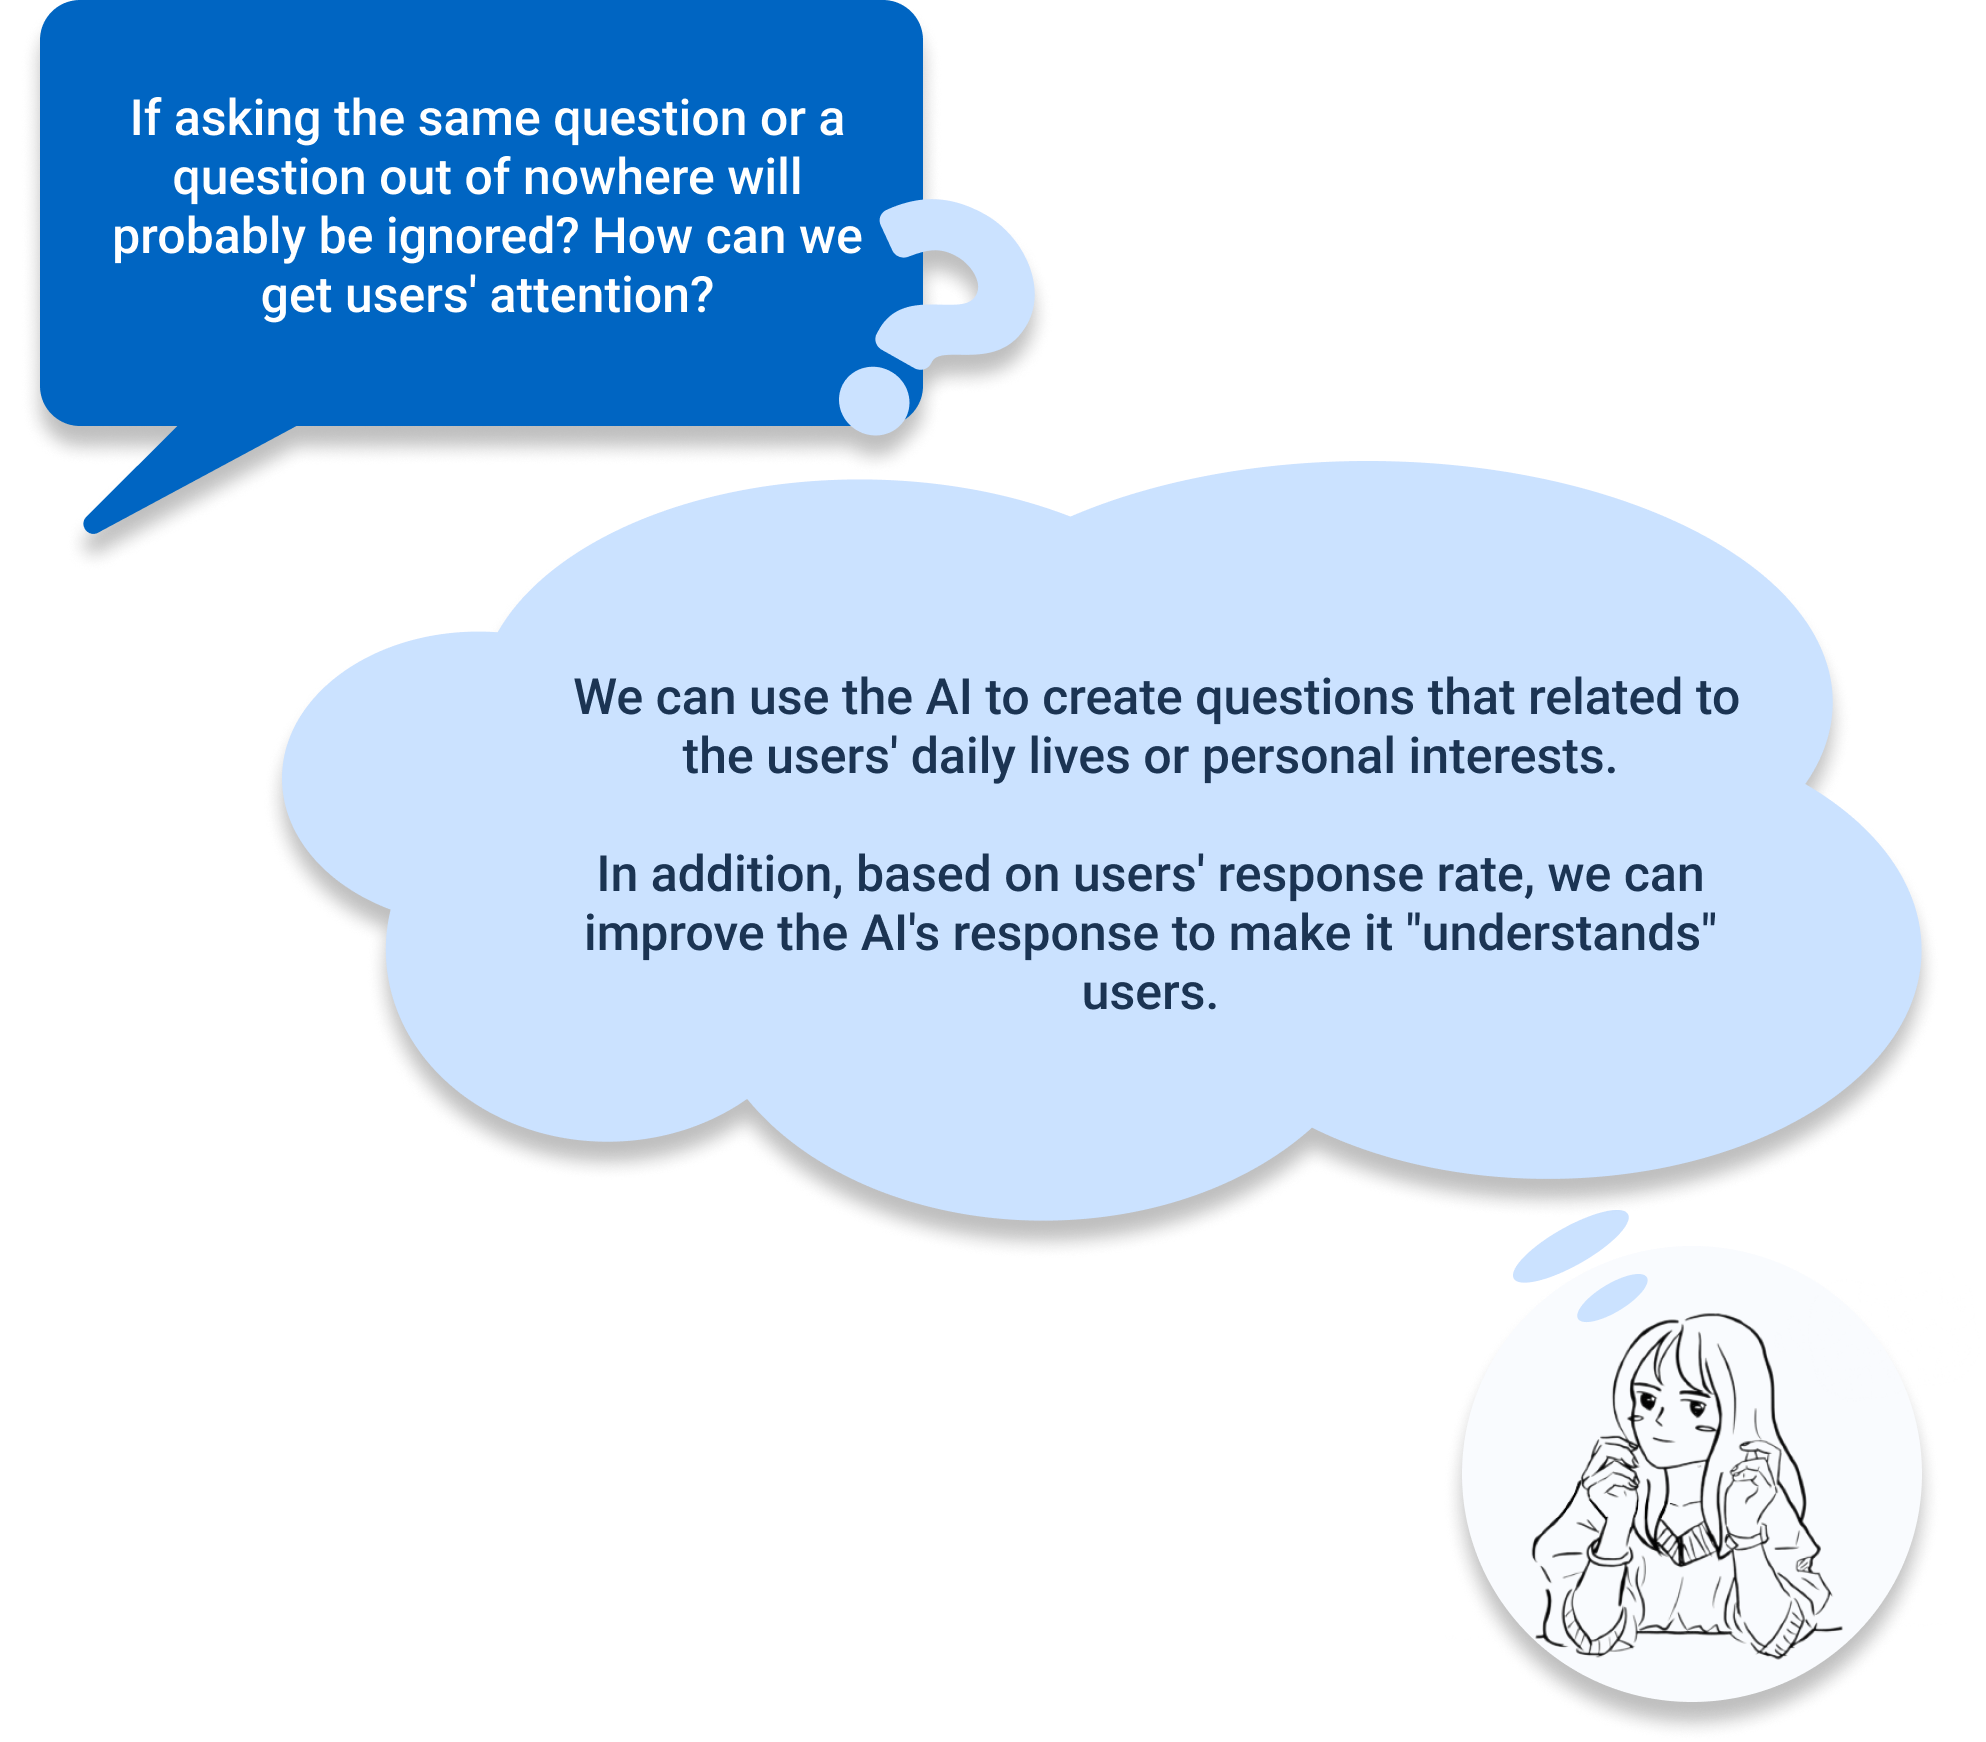 If asking the same question or a
question out of nowhere will
probably be ignored? How can we
get users' attention?
We can use the AI to create questions that related to
the users' daily lives or personal interests.
In addition, based on users' response rate, we can
improve the AI's response to make it "understands"
users.